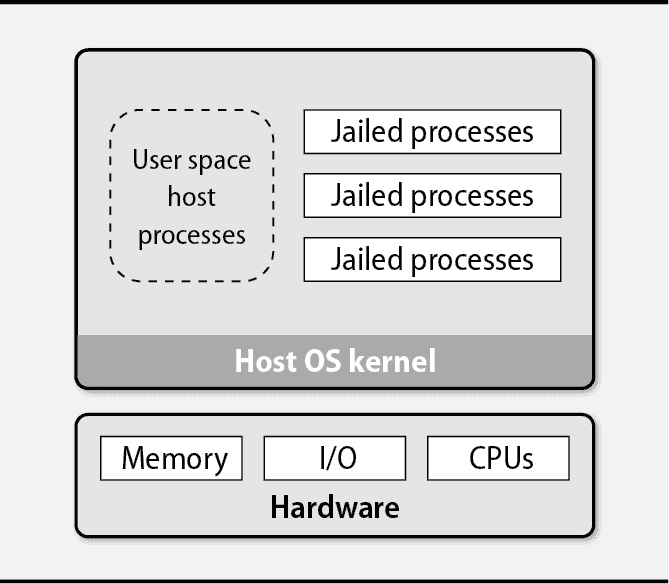 User space
host
processes
Jailed processes
Jailed processes
Jailed processes
Host OS kernel
Memory
I/O
CPUs
Hardware